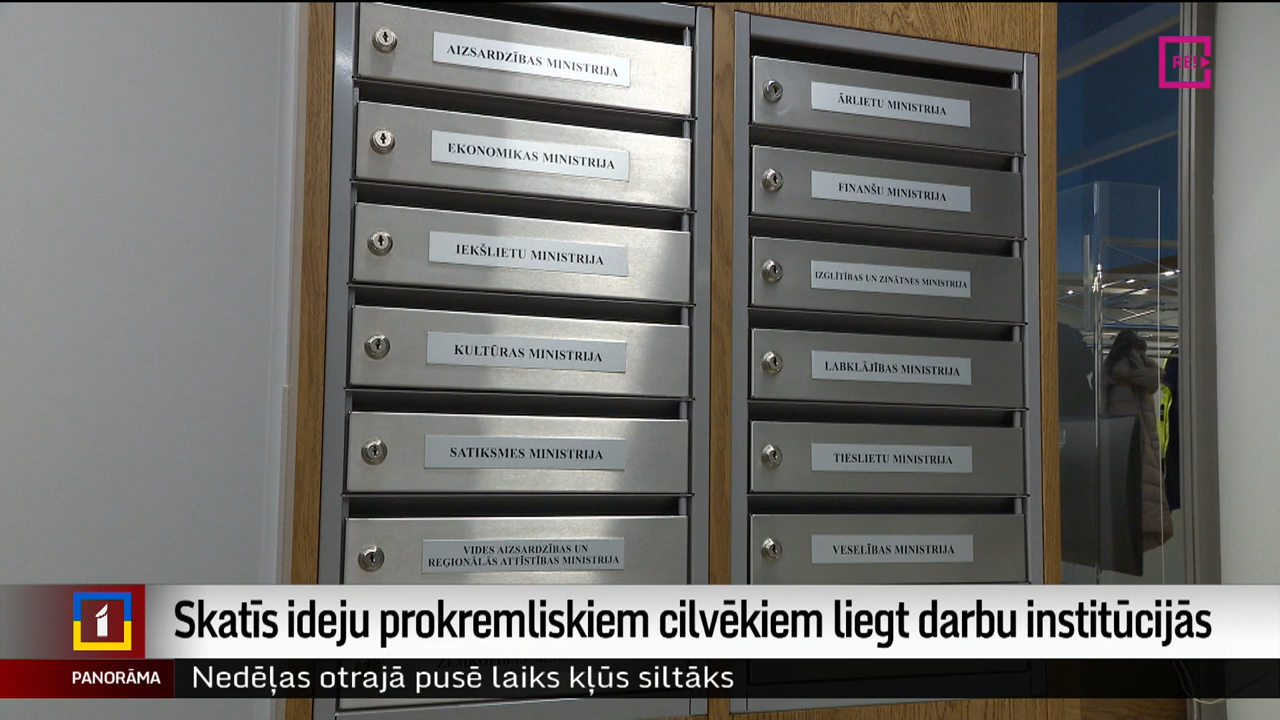 AIZSARDZĪBAS MINISTRIJA
EKONOMIKAS MINISTRIJA
IEKŠLIETU MINISTRIJA
KULTŪRAS MINISTRIJA
SATIKSMES MINISTRIJA
VIDES AIZSARDZĪBAS UN
REĢIONĀLĀS ATTĪSTĪBAS MINISTRIJA
ĀRLIETU MINISTRIJA
FINANŠU MINISTRIJA
IZGLĪTĪBAS UN ZINĀTNES MINISTRIJA
LABKLĀJĪBAS MINISTRIJA
TIESLIETU MINISTRIJA
VESELĪBAS MINISTRIJA
RE!
1
Skatīs ideju prokremliskiem cilvēkiem liegt darbu institūcijās
PANORĀMA
Nedēļas otrajā pusē laiks kļūs siltāks